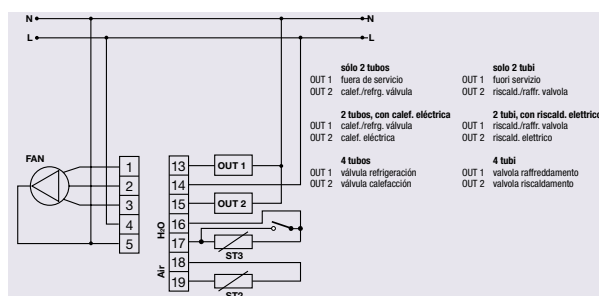 N
N
L
L
sólo 2 tubos
OUT 1 fuera de servicio
OUT 2 calef./refrg. válvula
2 tubos, con calef. eléctrica
OUT 1 calef./refrg. válvula
OUT 2 calef. eléctrica
4 tubos
OUT 1 válvula refrigeración
OUT 2 válvula calefacción
solo 2 tubi
OUT 1 fuori servizio
OUT 2 riscald./raffr. valvola
2 tubi, con riscald. elettrico
OUT 1 riscald./raffr. valvola
OUT 2 riscald. elettrico
4 tubi
OUT 1 valvola raffreddamento
OUT 2 valvola riscaldamento
FAN
1
2
3
4
5
13
14
15
16
17
18
19
OUT 1
OUT 2
H2O
Air
ST3
ST2